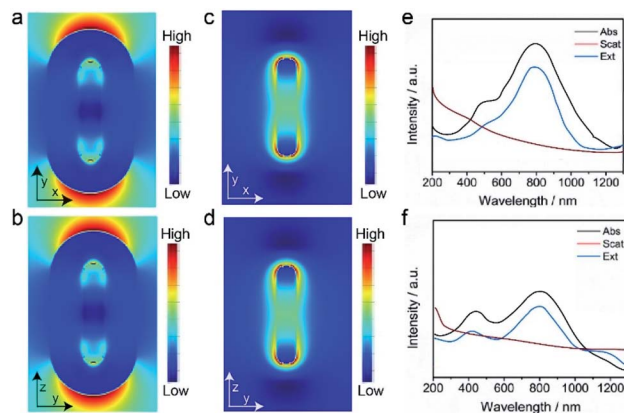 a
High
Low
y
x
b
High
Low
z
y
c
High
Low
y
x
d
High
Low
z
y
e
Abs
Scat
Ext
Intensity / a.u.
200 400 600 800 1000 1200
Wavelength / nm
f
Abs
Scat
Ext
Intensity / a.u.
200 400 600 800 1000 1200
Wavelength / nm